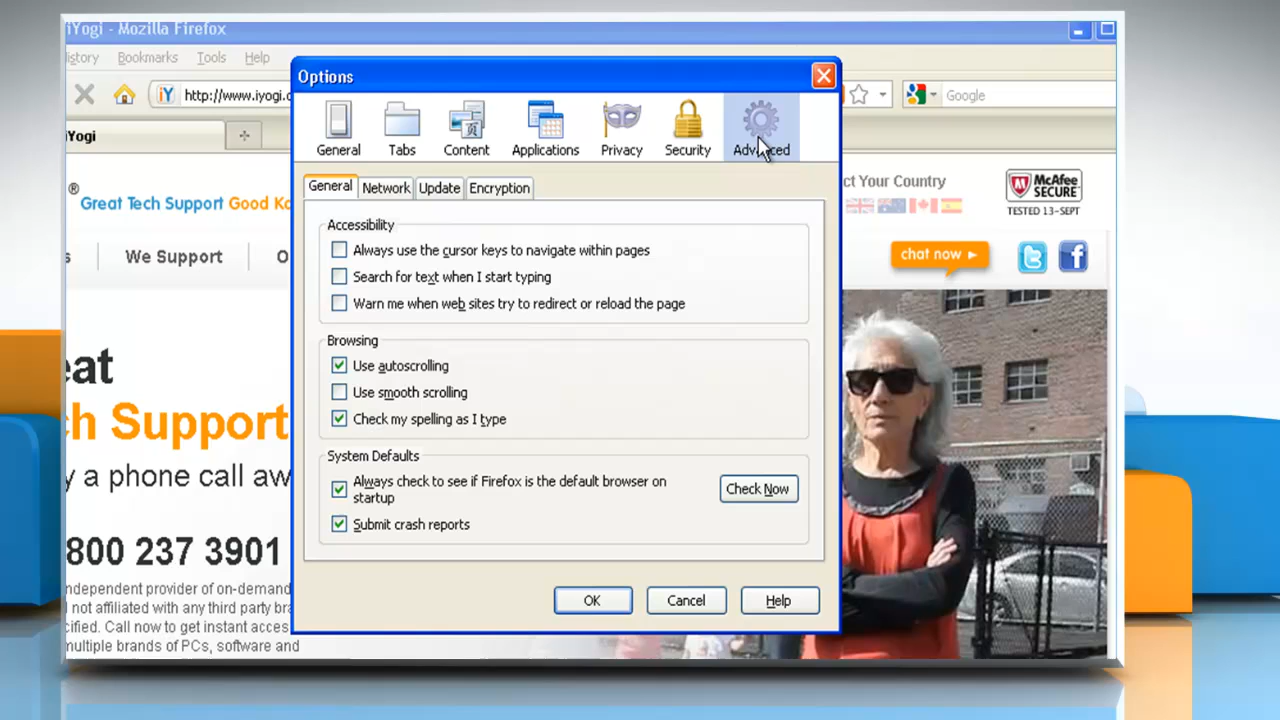 iYogi - Mozilla Firefox
History Bookmarks Tools Help
Options
http://www.iyogi.c
Google
General Tabs Content Applications Privacy Security Advanced
Yogi
General Network Update Encryption
ct Your Country
McAfee
SECURE
TESTED 13-SEPT
®
Great Tech Support Good Ka
Accessibility
Always use the cursor keys to navigate within pages
Search for text when I start typing
Warn me when web sites try to redirect or reload the page
s We Support O
chat now
Browsing
Use autoscrolling
Use smooth scrolling
Check my spelling as I type
eat
ch Support
y a phone call aw
800 237 3901
System Defaults
Always check to see if Firefox is the default browser on
startup
Check Now
Submit crash reports
ndependent provider of on-demand
not affiliated with any third party bra
cified. Call now to get instant acces
multiple brands of PCs, software and
OK Cancel Help